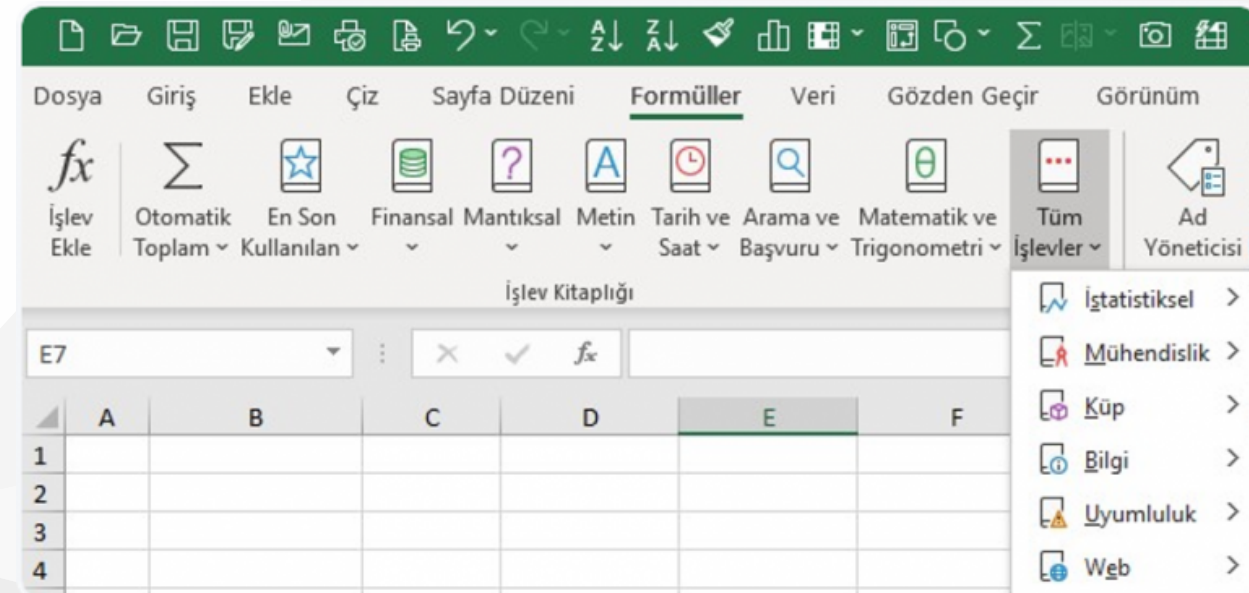 Dosya Giriş Ekle Çiz Sayfa Düzeni Formüller Veri Gözden Geçir Görünüm
İşlev Otomatik En Son Finansal Mantıksal Metin Tarih ve Arama ve Matematik ve Tüm Ad
Ekle Toplam Kullanılan Saat Başvuru Trigonometri İşlevler Yöneticisi
İşlev Kitaplığı
İstatistiksel
E7 fx
Mühendislik
A B C D E F
Küp
1
Bilgi
2
Uyumluluk
3
4
Web